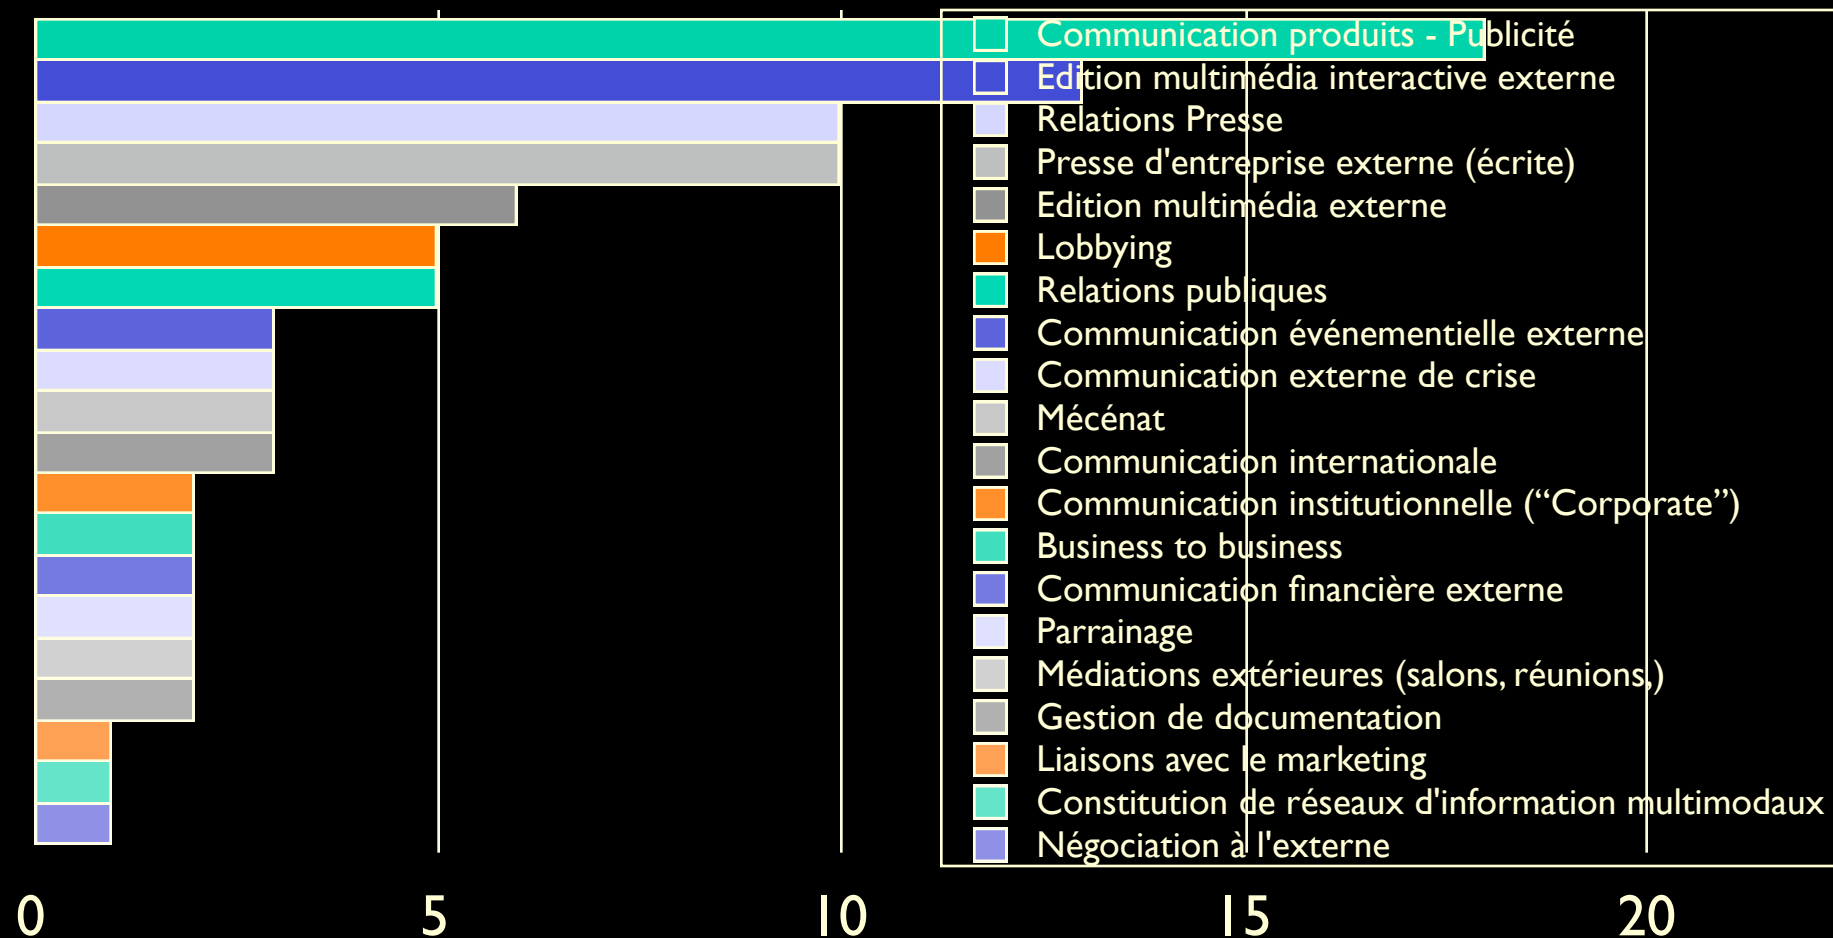 Communication produits - Publicité
Edition multimédia interactive externe
Relations Presse
Presse d'entreprise externe (écrite)
Edition multimédia externe
Lobbying
Relations publiques
Communication événementielle externe
Communication externe de crise
Mécénat
Communication internationale
Communication institutionnelle (“Corporate”)
Business to business
Communication financière externe
Parrainage
Médiations extérieures (salons, réunions,)
Gestion de documentation
Liaisons avec le marketing
Constitution de réseaux d'information multimodaux
Négociation à l'externe
0 5 10 15 20